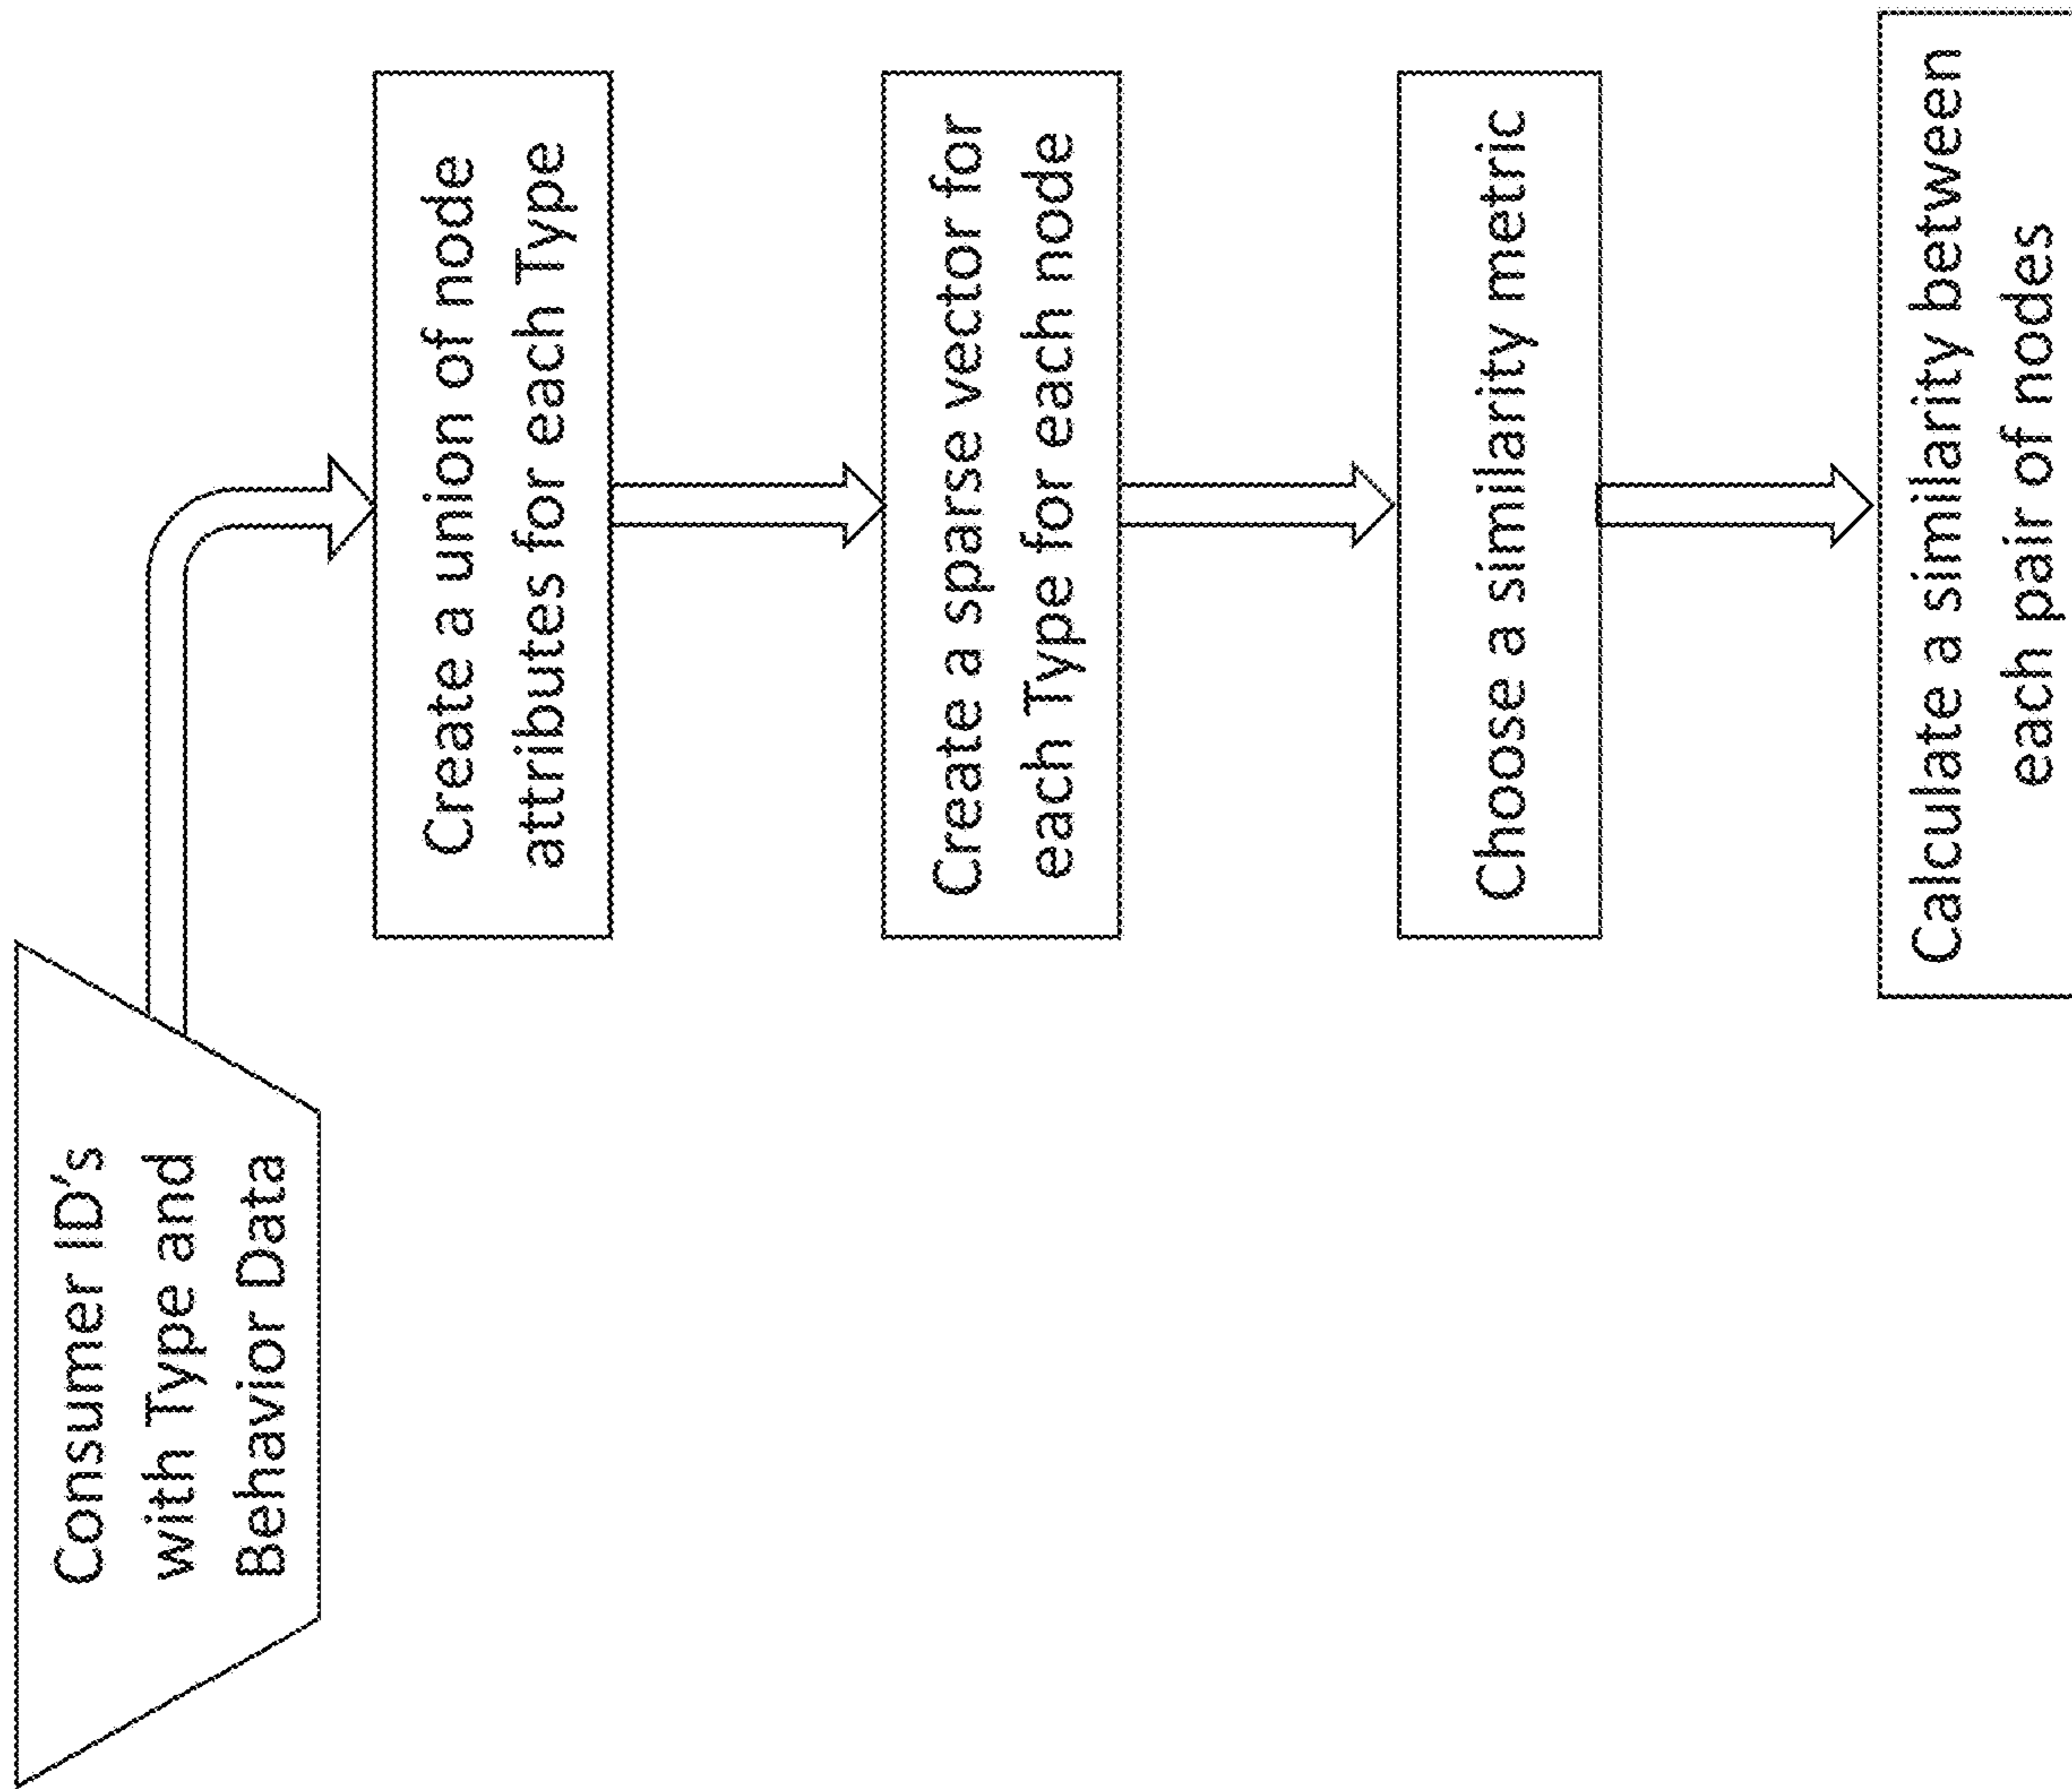 Consumer ID's
with Type and
Behavior Data
Create a union of node
attributes for each Type
Create a sparse vector for
each Type for each node
Choose a similarity metric
Calculate a similarity between
each pair of nodes